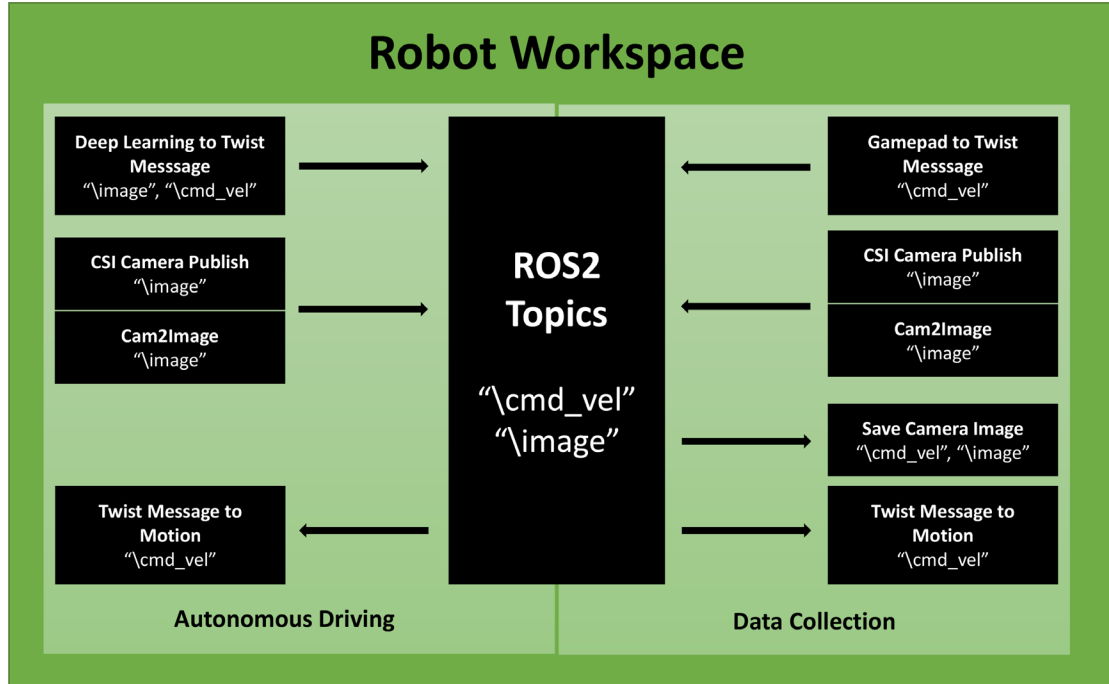 Robot Workspace
Deep Learning to Twist
Messsage
“\image”, “\cmd_vel”
CSI Camera Publish
“\image”
Cam2Image
“\image”
Twist Message to
Motion
“\cmd_vel”
Autonomous Driving
ROS2
Topics
“\cmd_vel”
“\image”
Gamepad to Twist
Messsage
“\cmd_vel”
CSI Camera Publish
“\image”
Cam2Image
“\image”
Save Camera Image
“\cmd_vel”, “\image”
Twist Message to
Motion
“\cmd_vel”
Data Collection